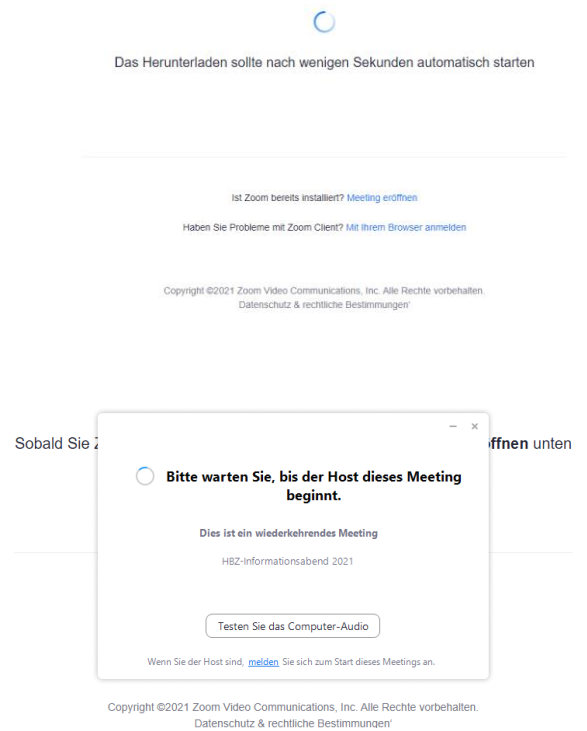 Das Herunterladen sollte nach wenigen Sekunden automatisch starten
Ist Zoom bereits installiert? Meeting eröffnen
Haben Sie Probleme mit Zoom Client? Mit Ihrem Browser anmelden
Copyright ©2021 Zoom Video Communications, Inc. Alle Rechte vorbehalten.
Datenschutz & rechtliche Bestimmungen'
Sobald Sie unten
Bitte warten Sie, bis der Host dieses Meeting
beginnt.
Dies ist ein wiederkehrendes Meeting
HBZ-Informationsabend 2021
Testen Sie das Computer-Audio
Wenn Sie der Host sind, melden Sie sich zum Start dieses Meetings an.
Copyright ©2021 Zoom Video Communications, Inc. Alle Rechte vorbehalten.
Datenschutz & rechtliche Bestimmungen'